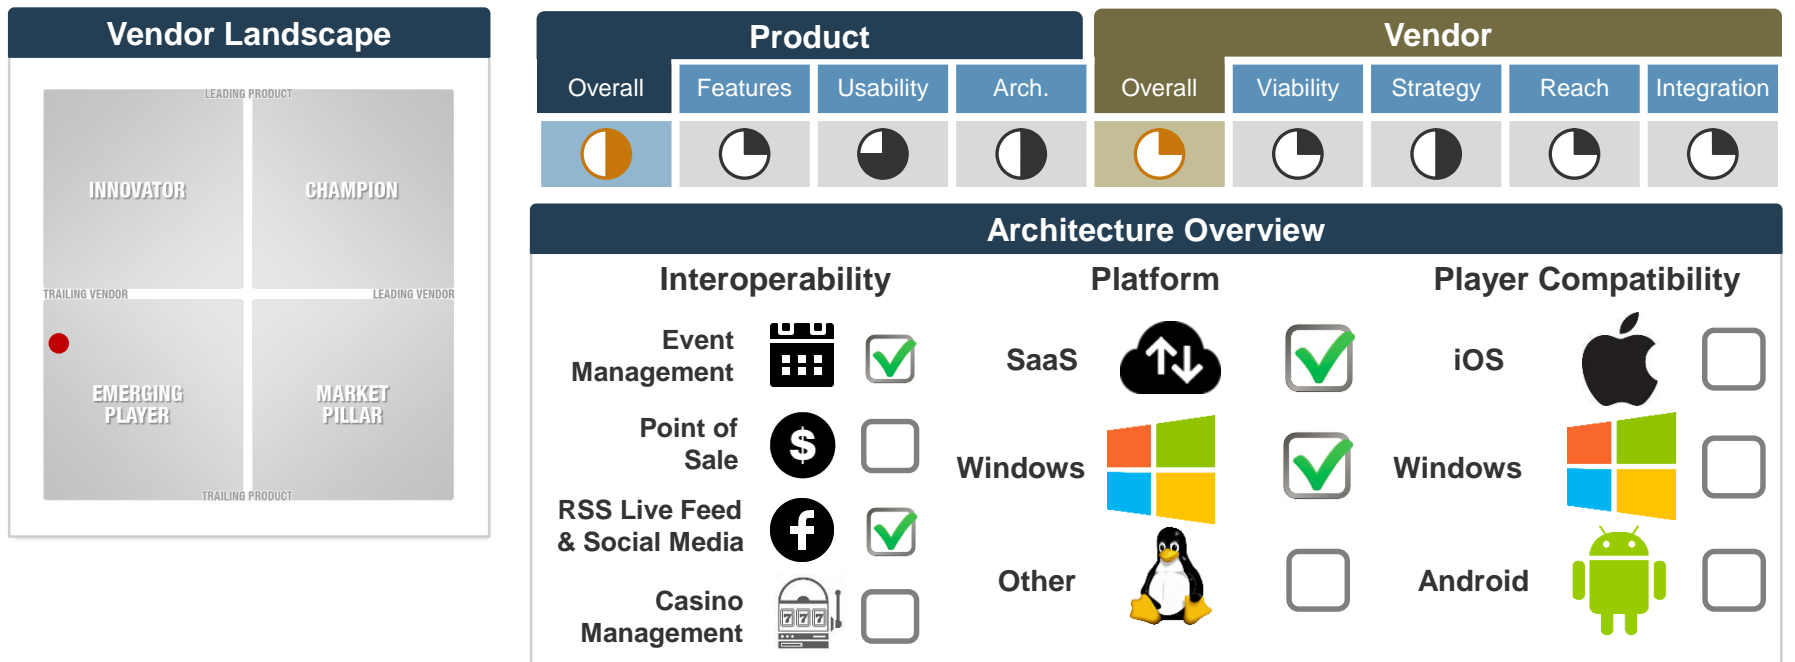 Vendor Landscape
LEADING PRODUCT
INNOVATOR
CHAMPION
TRAILING VENDOR
LEADING VENDOR
EMERGING
PLAYER
MARKET
PILLAR
TRAILING PRODUCT
Product
Vendor
Overall
Features
Usability
Arch.
Overall
Viability
Strategy
Reach
Integration
Architecture Overview
Interoperability
Event
Management
Point of
Sale
$
RSS Live Feed
& Social Media
f
Casino
Management
777
Platform
SaaS
Windows
Other
Player Compatibility
iOS
Windows
Android